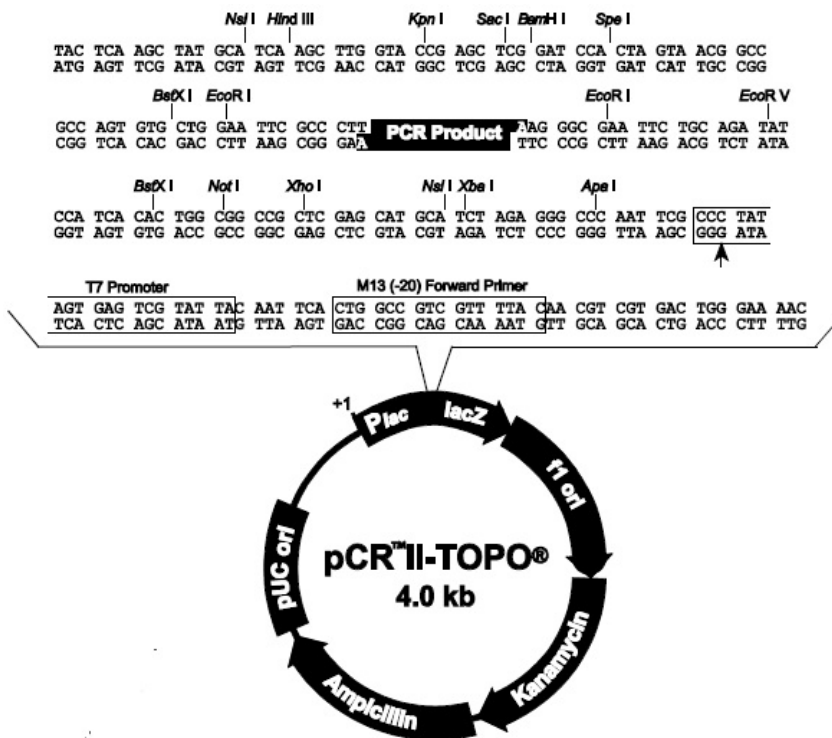 Nsi I Hind III Kpn I Sac I BamH I Spe I
TAC TCA AGC TAT GCA TCA AGC TTG GTA CCG AGC TCG GAT CCA CTA GTA ACG GCC
ATG AGT TCG ATA CGT AGT TCG AAC CAT GGC TCG AGC CTA GGT GAT CAT TGC CGG
BstX I EcoR I EcoR I EcoR V
GCC AGT GTG CTG GAA TTC GCC CTT PCR Product AAG GGC GAA TTC TGC AGA TAT
CGG TCA CAC GAC CTT AAG CGG GAA TTC CCG CTT AAG ACG TCT ATA
BstX I Not I Xho I Nsi I Xba I Apa I
CCA TCA CAC TGG CGG CCG CTC GAG CAT GCA TCT AGA GGG CCC AAT TCG CCC TAT
GGT AGT GTG ACC GCC GGC GAG CTC GTA CGT AGA TCT CCC GGG TTA AGC GGG ATA
T7 Promoter M13 (-20) Forward Primer
AGT GAG TCG TAT TAC AAT TCA CTG GCC GTC GTT TTA CAA CGT CGT GAC TGG GAA AAC
TCA CTC AGC ATA ATG TTA AGT GAC CGG CAG CAA AAT GTT GCA GCA CTG ACC CTT TTG
+1
Plac lacZ
f1 ori
pUC ori
pCR™II-TOPO®
4.0 kb
Kanamycin
Ampicillin